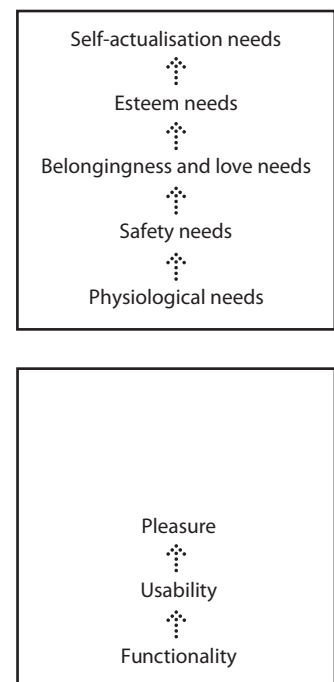 Self-actualisation needs
Esteem needs
Belongingness and love needs
Safety needs
Physiological needs
Pleasure
Usability
Functionality